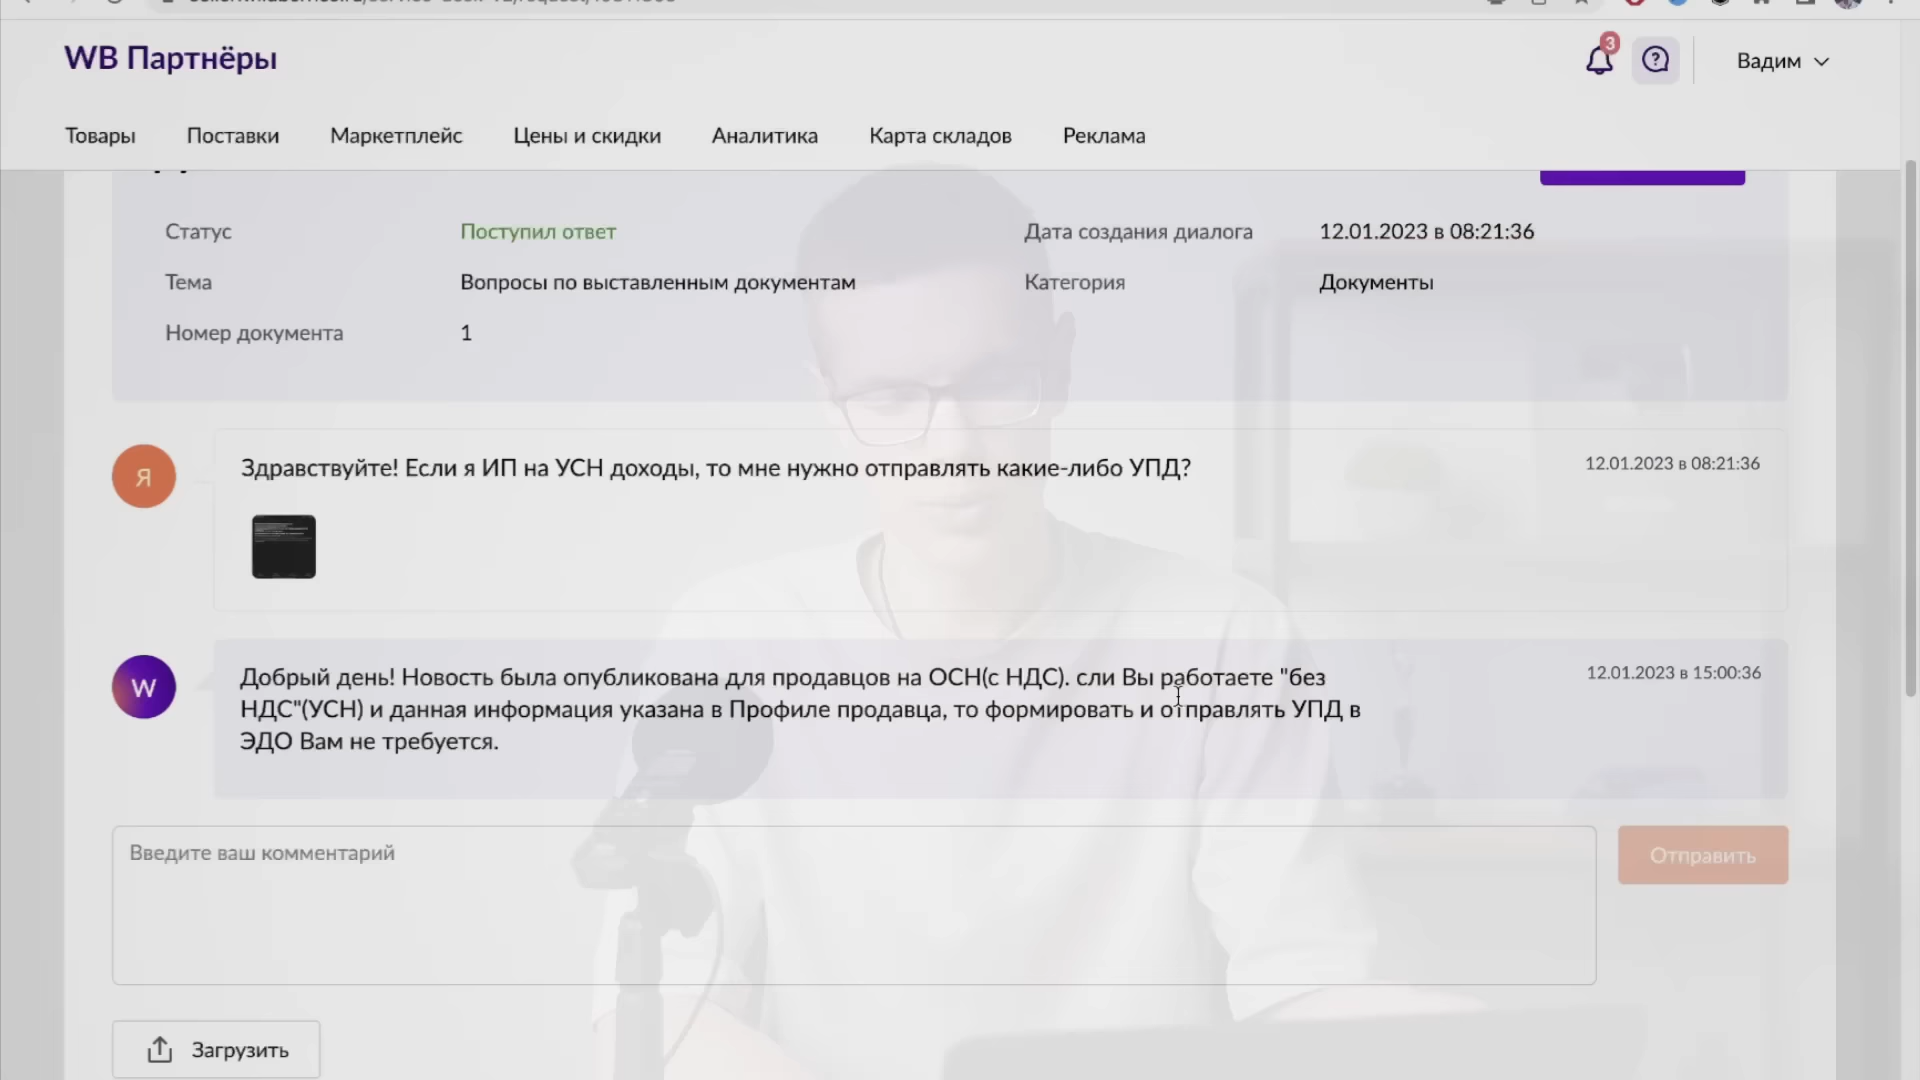 WB Партнёры
3
Вадим
Товары Поставки Маркетплейс Цены и скидки Аналитика Карта складов Реклама
Статус Поступил ответ Дата создания диалога 12.01.2023 в 08:21:36
Тема Вопросы по выставленным документам Категория Документы
Номер документа 1
Я
Здравствуйте! Если я ИП на УСН доходы, то мне нужно отправлять какие-либо УПД? 12.01.2023 в 08:21:36
W
Добрый день! Новость была опубликована для продавцов на ОСН(с НДС). сли Вы работаете "без 12.01.2023 в 15:00:36
НДС"(УСН) и данная информация указана в Профиле продавца, то формировать и отправлять УПД в
ЭДО Вам не требуется.
Введите ваш комментарий
Отправить
Загрузить